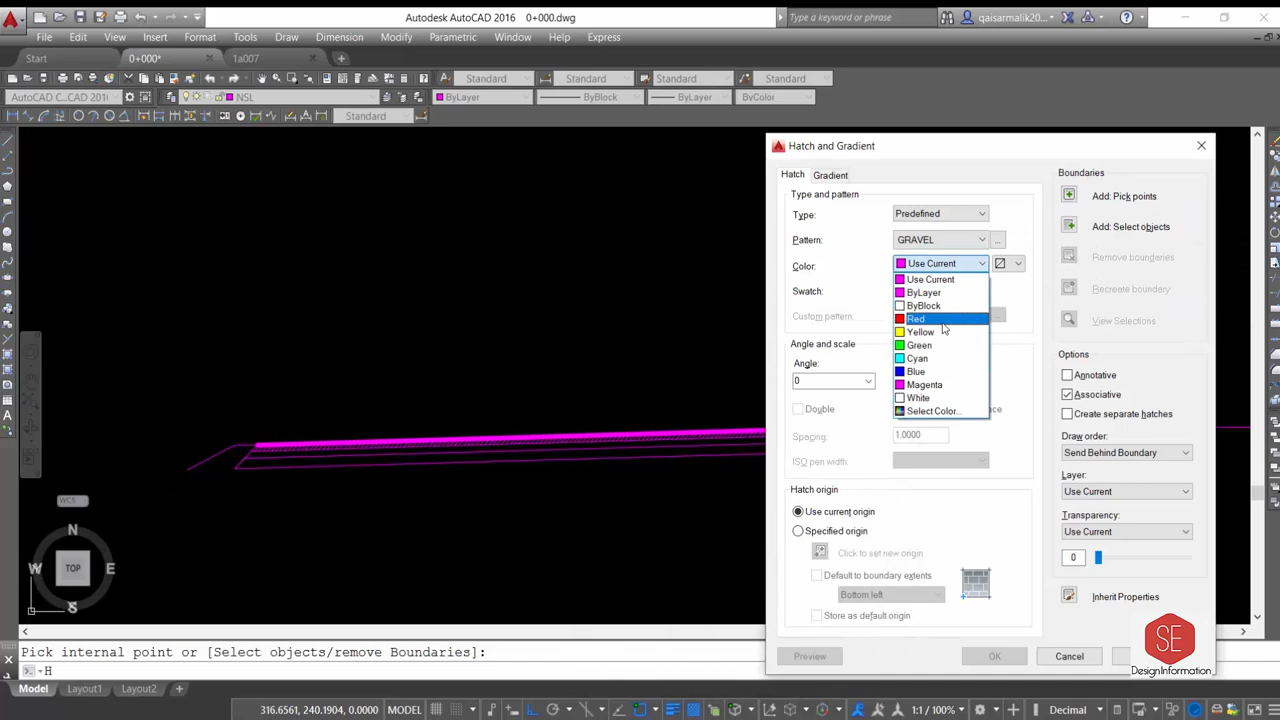 Autodesk AutoCAD 2016 0+000.dwg
Type a keyword or phrase
qaisarmalik20...
File Edit View Insert Format Tools Draw Dimension Modify Parametric Window Help Express
Start 0+000* 1a007
Standard Standard Standard Standard
AutoCAD C...CAD 201 NSL ByLayer ByBlock ByLayer ByColor
Standard
Hatch and Gradient
Hatch Gradient
Type and pattern
Type: Predefined
Pattern: GRAVEL ...
Color: Use Current
Use Current
ByLayer
ByBlock
Red
Yellow
Green
Cyan
Blue
Magenta
White
Select Color...
Swatch:
Custom pattern: ...
Angle and scale
Angle:
0
Double
Spacing: 1.0000
ISO pen width:
Hatch origin
Use current origin
Specified origin
Click to set new origin
Default to boundary extents
Bottom left
Store as default origin
Preview OK Cancel
Boundaries
Add: Pick points
Add: Select objects
Remove boundaries
Recreate boundary
View Selections
Options
Annotative
Associative
Create separate hatches
Draw order:
Send Behind Boundary
Layer:
Use Current
Transparency:
Use Current
0
Inherit Properties
WCS
N
W TOP E
S
SE
DesignInformation
Pick internal point or [Select objects/remove Boundaries]:
H
Model Layout1 Layout2 +
316.6561, 240.1904, 0.0000 MODEL 1:1 / 100% Decimal